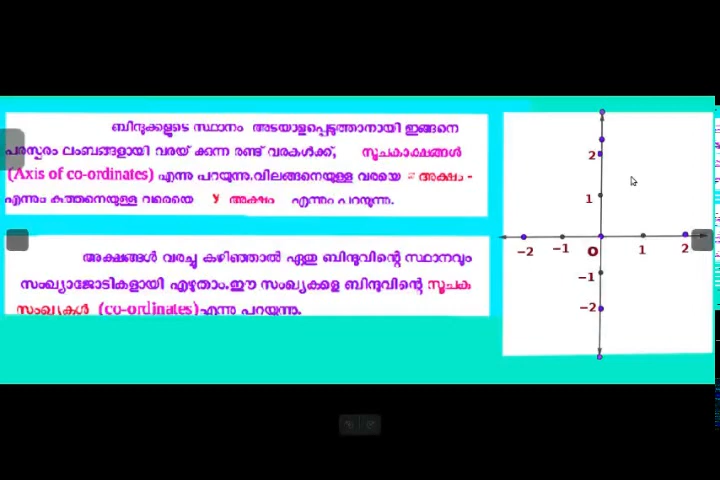 ബിന്ദുക്കളുടെ സ്ഥാനം അടയാളപ്പെടുത്താനായി ഇങ്ങനെ
പരസ്പരം ലംബങ്ങളായി വരയ് ക്കുന്ന രണ്ട് വരകൾക്ക്, സൂചകാക്ഷങ്ങൾ
(Axis of co-ordinates) എന്നു പറയുന്നു.വിലങ്ങനെയുള്ള വരയെ അക്ഷം -
എന്നും കുത്തനെയുള്ള വരെയെ y അക്ഷം എന്നും പറയുന്നു.
അക്ഷങ്ങൾ വരച്ചു കഴിഞ്ഞാൽ ഏതു ബിന്ദുവിന്റെ സ്ഥാനവും
സംഖ്യാജോടികളായി എഴുതാം.ഈ സംഖ്യകളെ ബിന്ദുവിന്റെ സൂചക
സംഖ്യകൾ (co-ordinates)എന്നു പറയുന്നു.
2
1
-2 -1 O 1 2
-1
-2